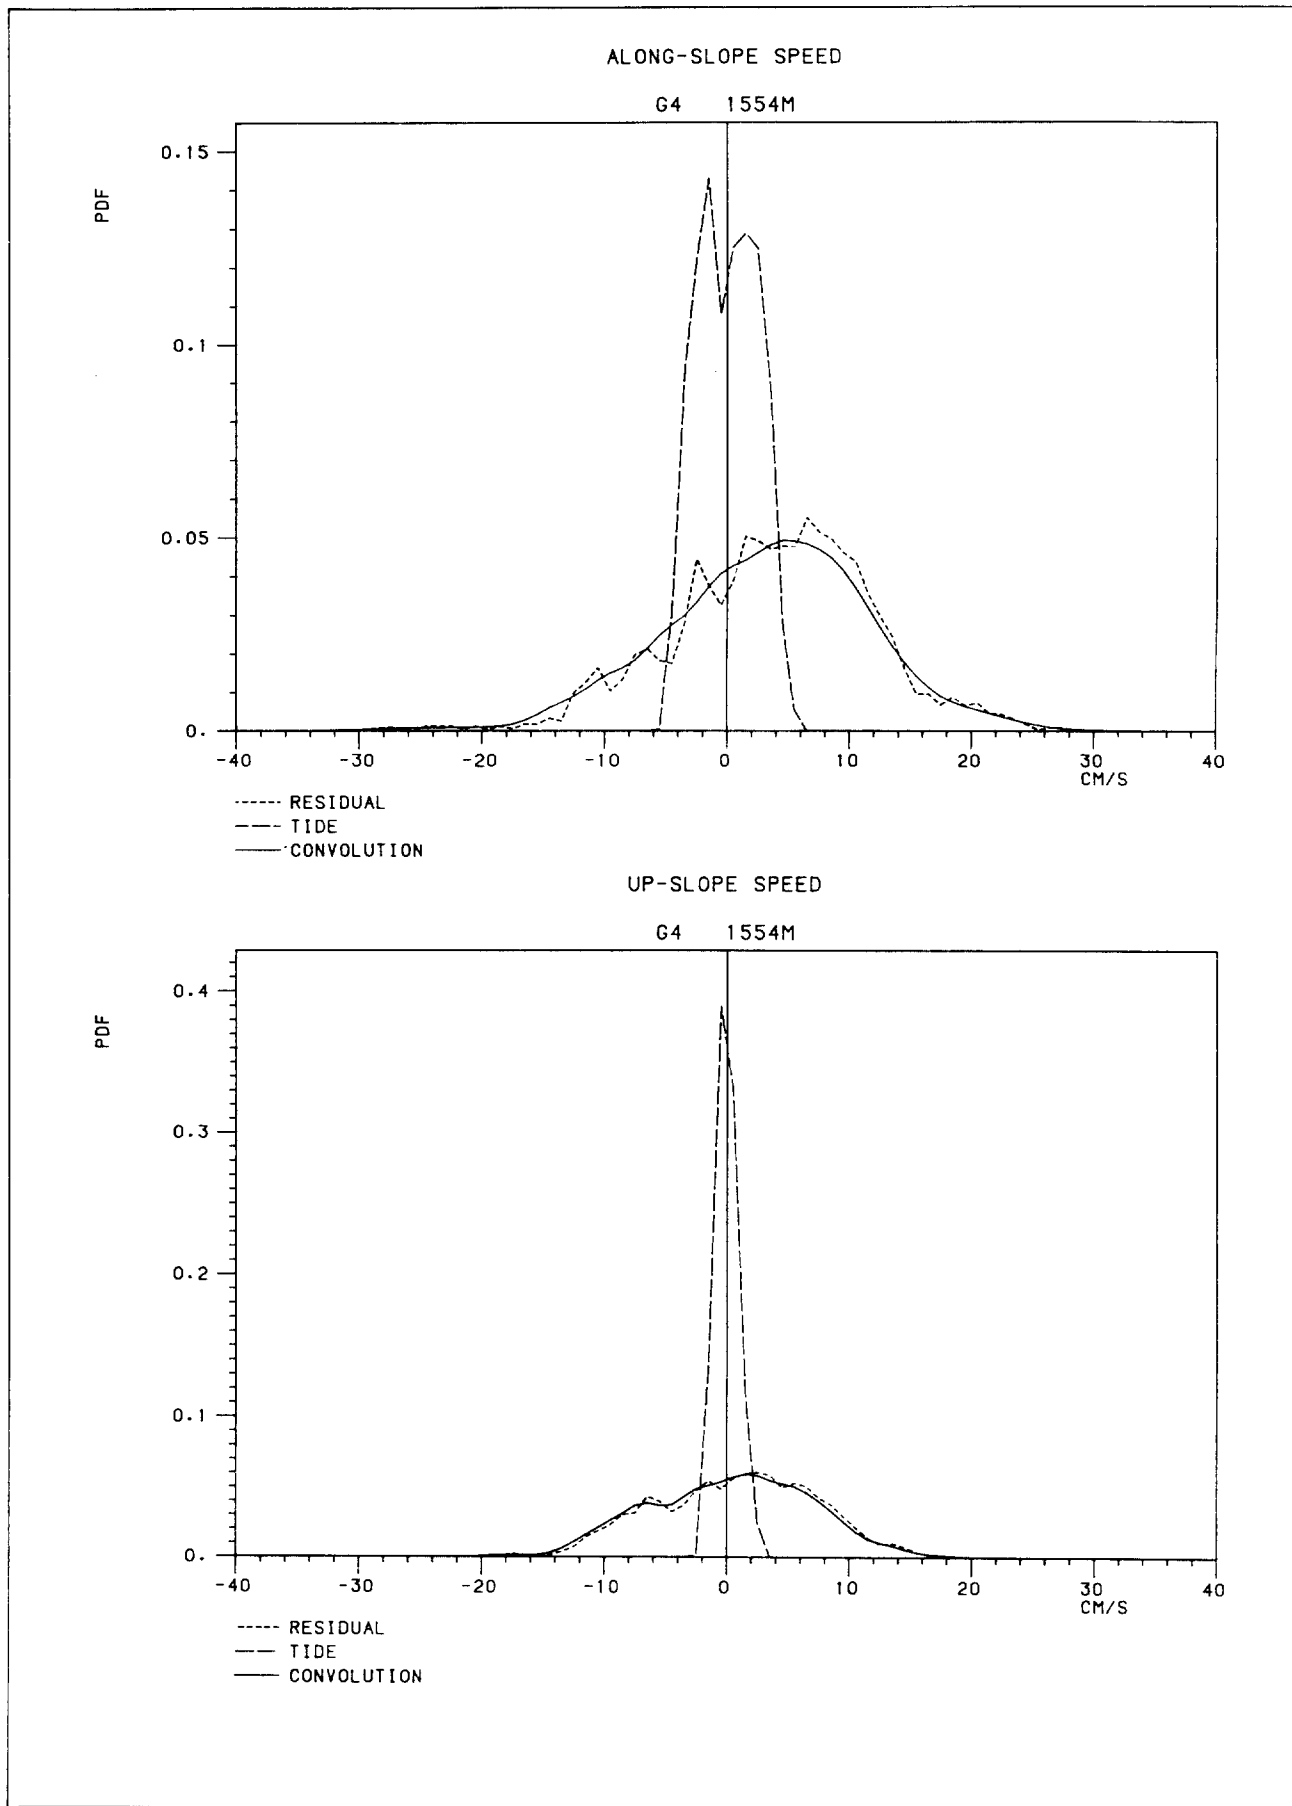 ALONG-SLOPE SPEED
G4 1554M
0.15
PDF
0.1
0.05
0.
-40 -30 -20 -10 0 10 20 30 40
CM/S
RESIDUAL
TIDE
CONVOLUTION
UP-SLOPE SPEED
G4 1554M
0.4
PDF
0.3
0.2
0.1
0.
-40 -30 -20 -10 0 10 20 30 40
CM/S
RESIDUAL
TIDE
CONVOLUTION